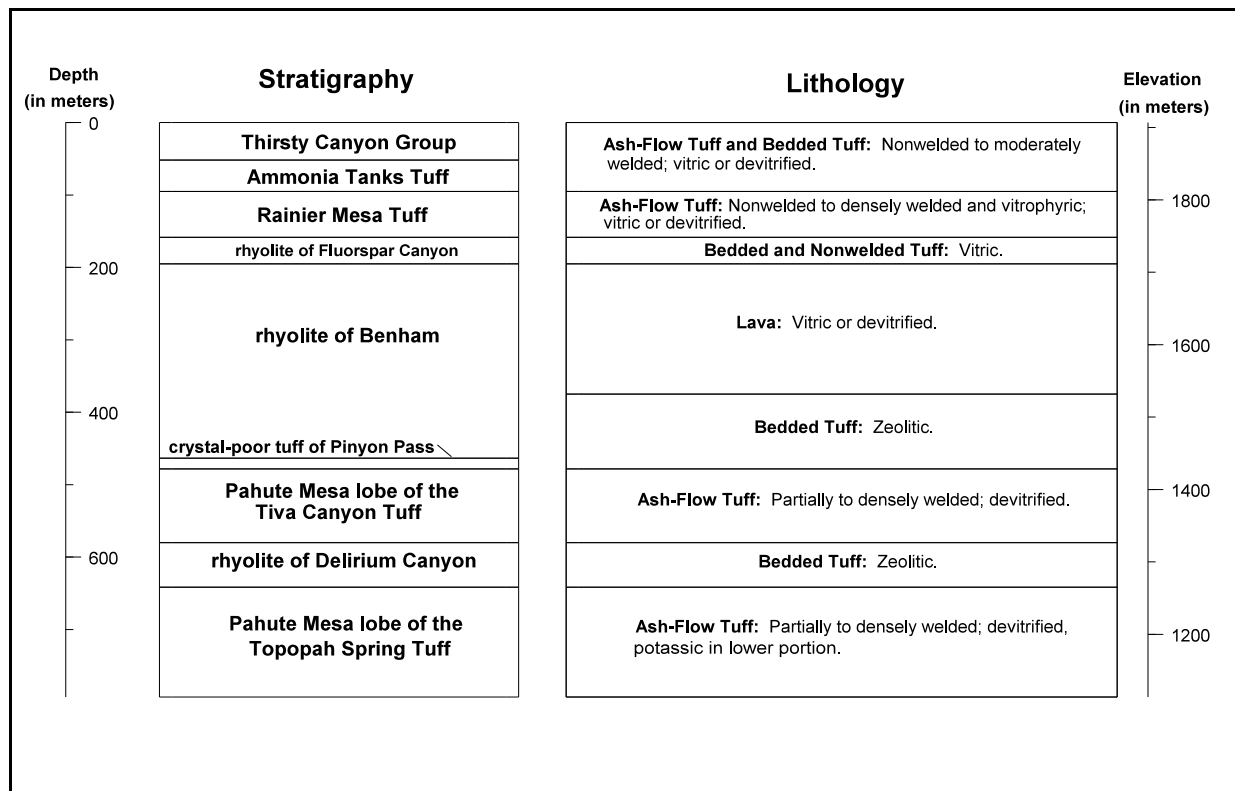 Depth
(in meters)
Stratigraphy
Lithology
Elevation
(in meters)
0
200
400
600
Thirsty Canyon Group
Ammonia Tanks Tuff
Rainier Mesa Tuff
rhyolite of Fluorspar Canyon
rhyolite of Benham
crystal-poor tuff of Pinyon Pass
Pahute Mesa lobe of the
Tiva Canyon Tuff
rhyolite of Delirium Canyon
Pahute Mesa lobe of the
Topopah Spring Tuff
Ash-Flow Tuff and Bedded Tuff: Nonwelded to moderately
welded; vitric or devitrified.
Ash-Flow Tuff: Nonwelded to densely welded and vitrophyric;
vitric or devitrified.
Bedded and Nonwelded Tuff: Vitric.
Lava: Vitric or devitrified.
Bedded Tuff: Zeolitic.
Ash-Flow Tuff: Partially to densely welded; devitrified.
Bedded Tuff: Zeolitic.
Ash-Flow Tuff: Partially to densely welded; devitrified,
potassic in lower portion.
1800
1600
1400
1200